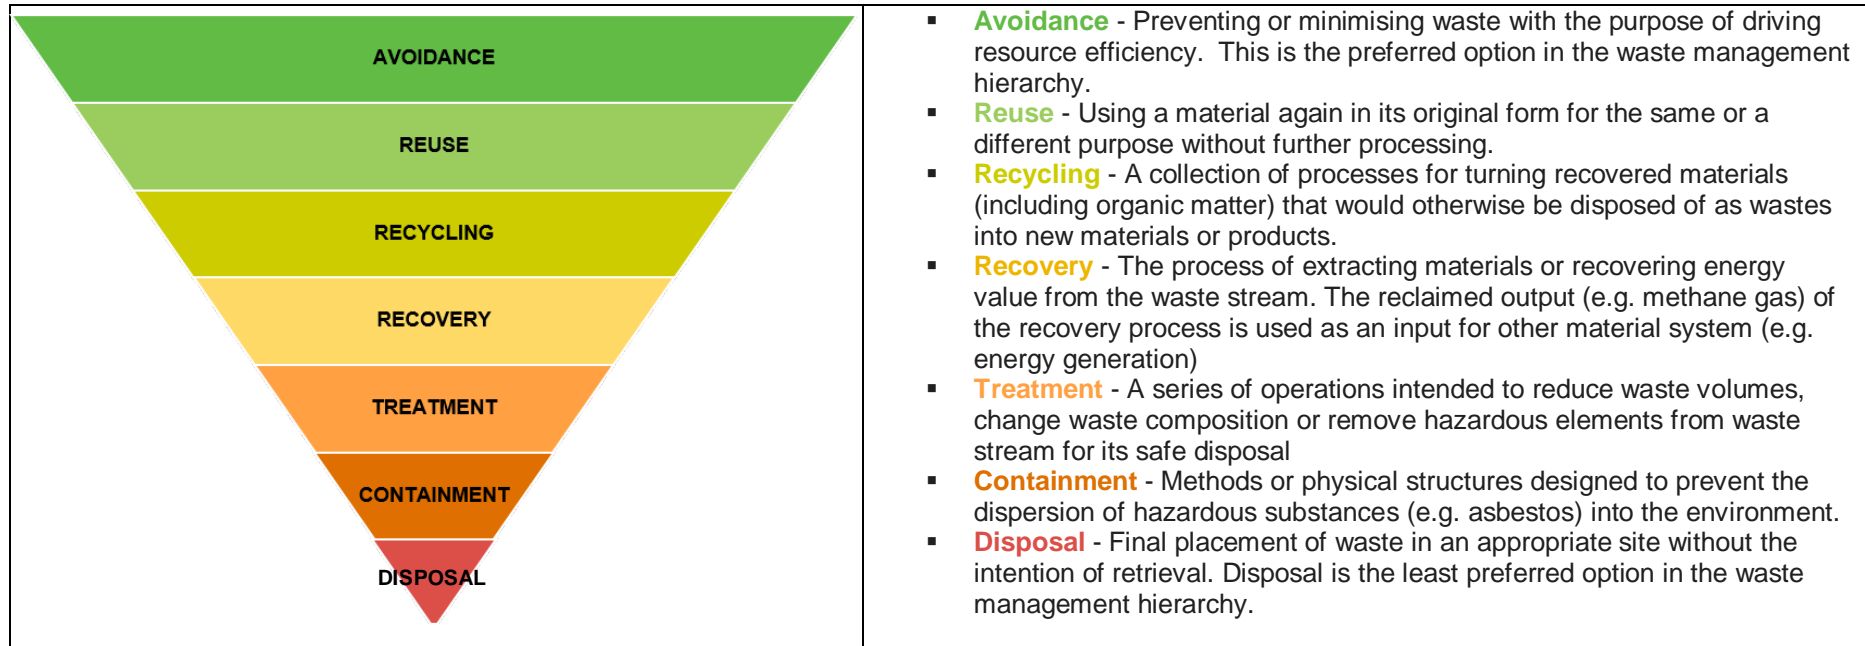 AVOIDANCE
REUSE
RECYCLING
RECOVERY
TREATMENT
CONTAINMENT
DISPOSAL
▪ Avoidance - Preventing or minimising waste with the purpose of driving
resource efficiency.  This is the preferred option in the waste management
hierarchy.
▪ Reuse - Using a material again in its original form for the same or a
different purpose without further processing.
▪ Recycling - A collection of processes for turning recovered materials
(including organic matter) that would otherwise be disposed of as wastes
into new materials or products.
▪ Recovery - The process of extracting materials or recovering energy
value from the waste stream. The reclaimed output (e.g. methane gas) of
the recovery process is used as an input for other material system (e.g.
energy generation)
▪ Treatment - A series of operations intended to reduce waste volumes,
change waste composition or remove hazardous elements from waste
stream for its safe disposal
▪ Containment - Methods or physical structures designed to prevent the
dispersion of hazardous substances (e.g. asbestos) into the environment.
▪ Disposal - Final placement of waste in an appropriate site without the
intention of retrieval. Disposal is the least preferred option in the waste
management hierarchy.